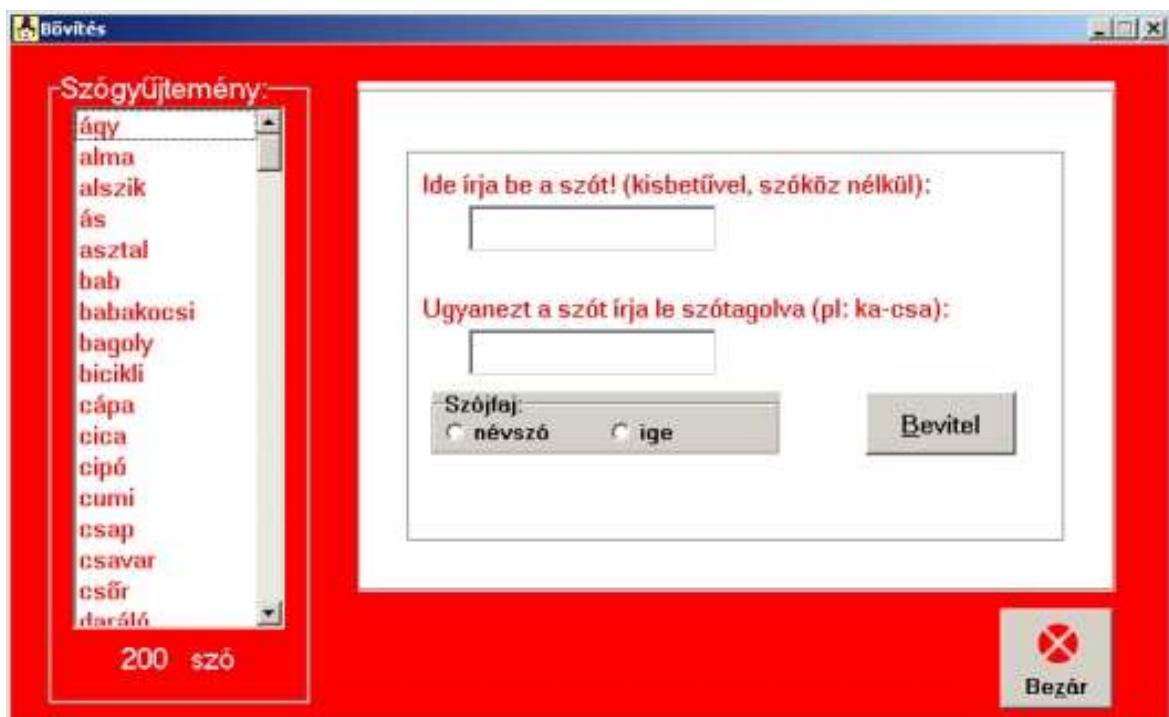 Bővítés
Szógyűjtemény:
ágy
alma
alszik
ás
asztal
bab
babakocsi
bagoly
bicikli
cápa
cica
cipó
cumi
csap
csavar
csőr
daráló
200 szó
Ide írja be a szót! (kisbetűvel, szóköz nélkül):
Ugyanezt a szót írja le szótagolva (pl: ka-csa):
Szójfaj:
névszó ige
Bevitel
Bezár